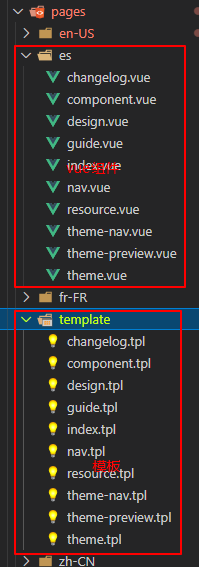 pages
en-US
es
changelog.vue
component.vue
design.vue
guide.vue
index.vue
vue组件
nav.vue
resource.vue
theme-nav.vue
theme-preview.vue
theme.vue
fr-FR
template
changelog.tpl
component.tpl
design.tpl
guide.tpl
index.tpl
nav.tpl
模板
resource.tpl
theme-nav.tpl
theme-preview.tpl
theme.tpl
zh-CN